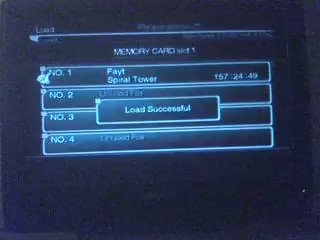 Load
MEMORY CARD slot 1
NO. 1 Fayt
Spiral Tower 157:24:49
NO. 2 Unused File
Load Successful
NO. 3
NO. 4 Unused File